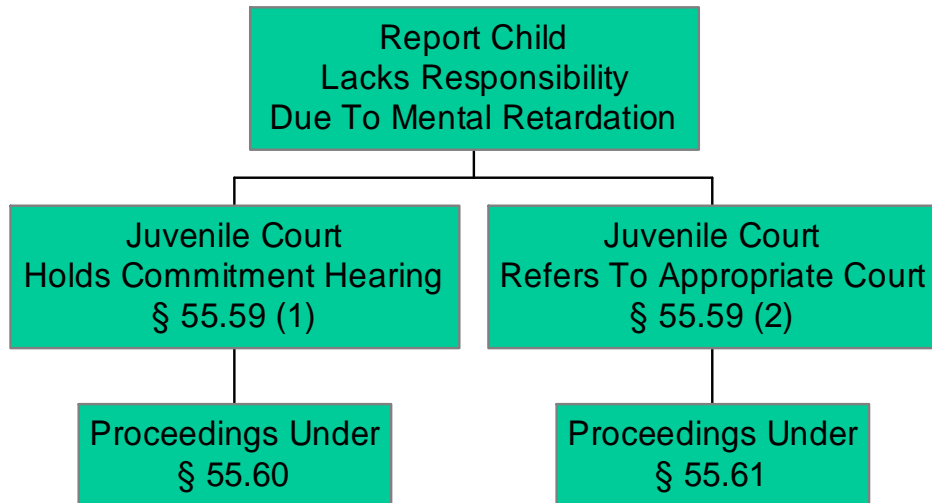 Report Child
Lacks Responsibility
Due To Mental Retardation
Juvenile Court
Holds Commitment Hearing
§ 55.59 (1)
Juvenile Court
Refers To Appropriate Court
§ 55.59 (2)
Proceedings Under
§ 55.60
Proceedings Under
§ 55.61